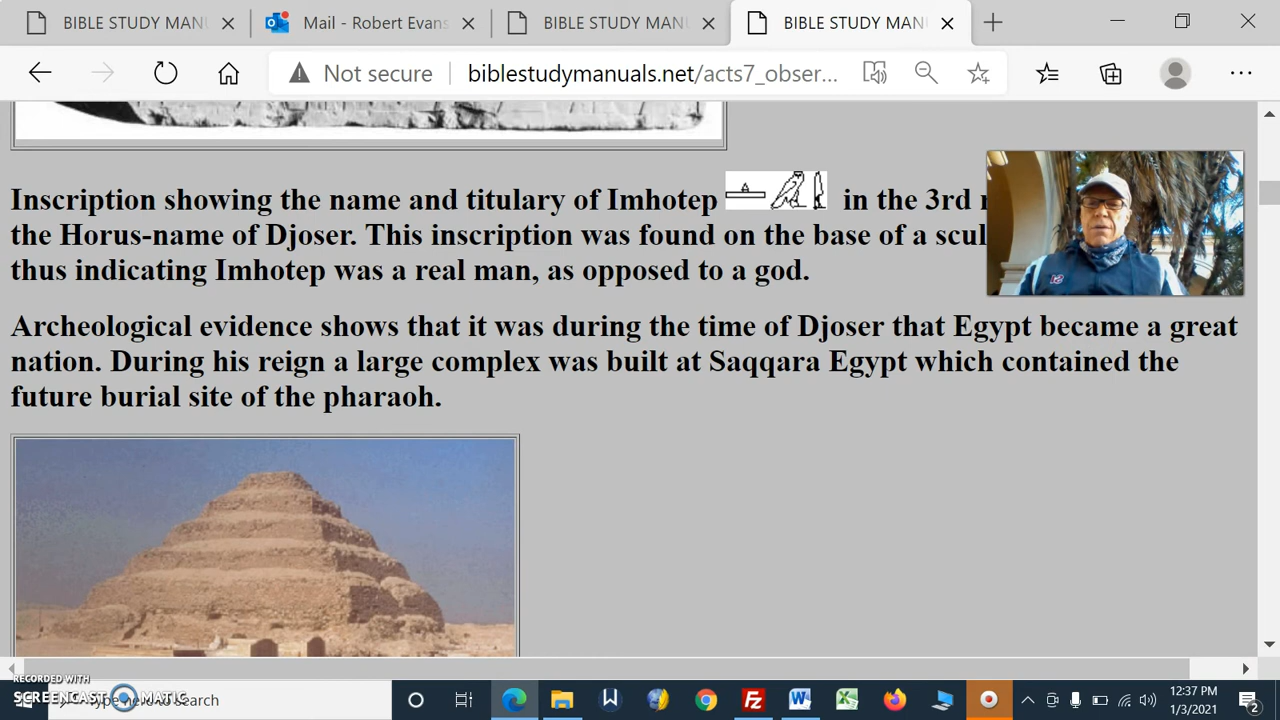 BIBLE STUDY MAN
Mail - Robert Evans
BIBLE STUDY MAN
BIBLE STUDY MAN
Not secure
biblestudymanuals.net/acts7_obser...
Inscription showing the name and titulary of Imhotep in the 3rd
the Horus-name of Djoser. This inscription was found on the base of a scul
thus indicating Imhotep was a real man, as opposed to a god.
Archeological evidence shows that it was during the time of Djoser that Egypt became a great
nation. During his reign a large complex was built at Saqqara Egypt which contained the
future burial site of the pharaoh.
RECORDED WITH
SCREENCAST MATIC
Type here to search
12:37 PM
1/3/2021
2